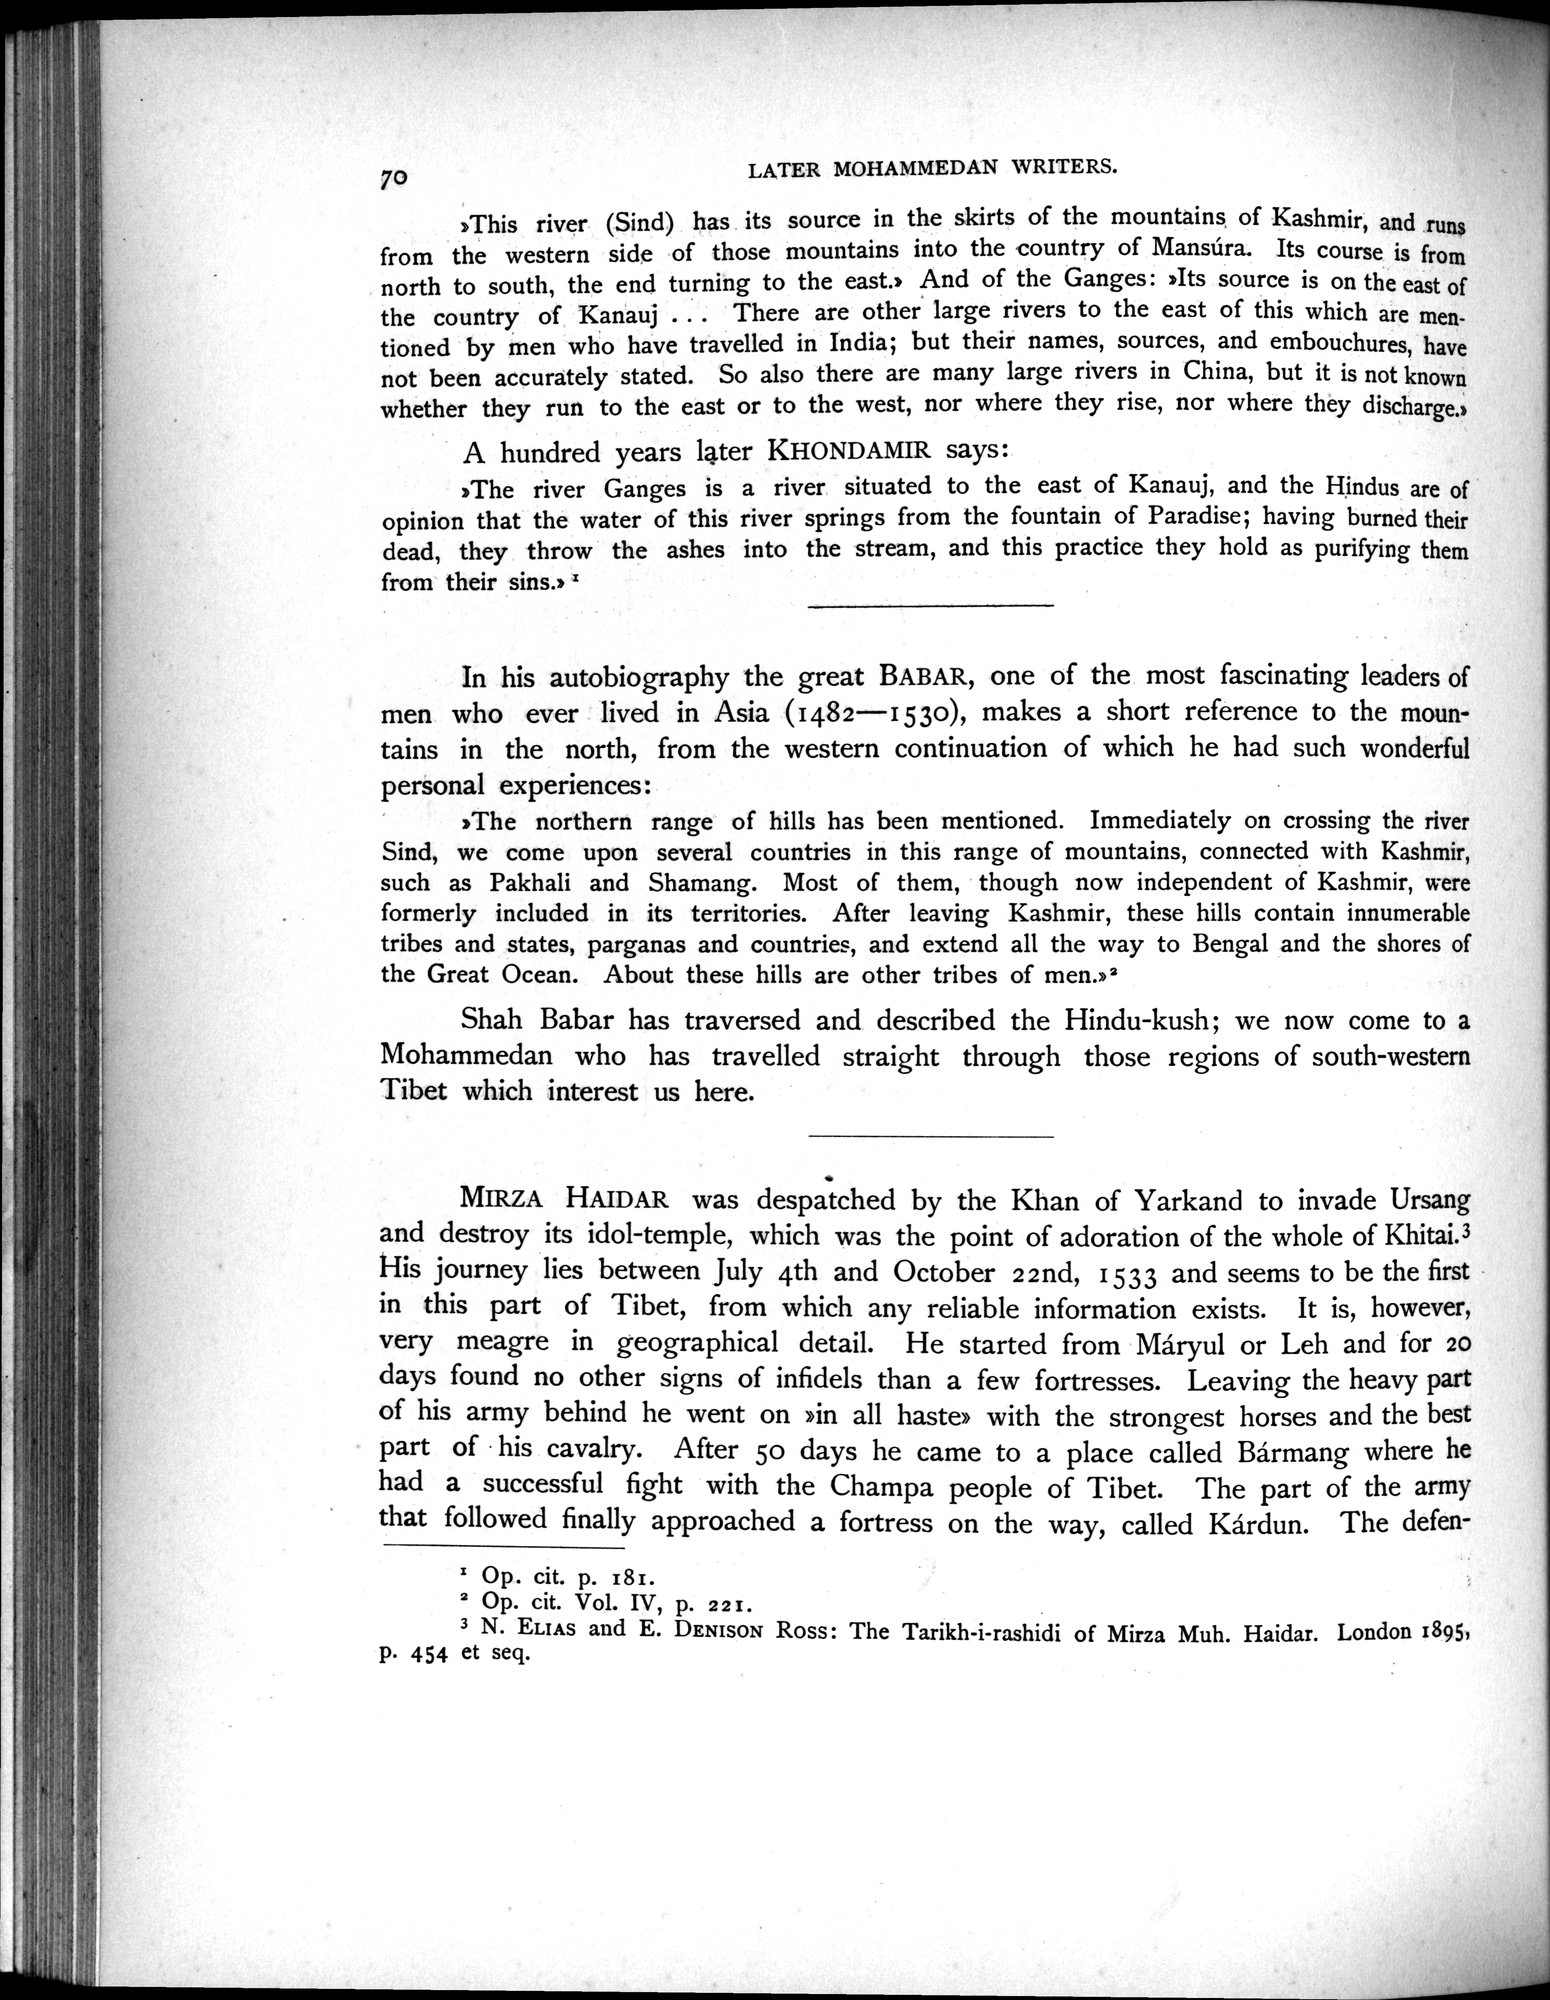 70
LATER MOHAMMEDAN WRITERS.
»This river (Sind) has its source in the skirts of the mountains of Kashmir, and runs
from the western side of those mountains into the country of Mansúra. Its course is from
north to south, the end turning to the east.» And of the Ganges: »Its source is on the east of
the country of Kanauj ... There are other large rivers to the east of this which are men-
tioned by men who have travelled in India; but their names, sources, and embouchures, have
not been accurately stated. So also there are many large rivers in China, but it is not known
whether they run to the east or to the west, nor where they rise, nor where they discharge.»
A hundred years later KHONDAMIR says:
»The river Ganges is a river situated to the east of Kanauj, and the Hindus are of
opinion that the water of this river springs from the fountain of Paradise; having burned their
dead, they throw the ashes into the stream, and this practice they hold as purifying them
from their sins.» ¹
In his autobiography the great BABAR, one of the most fascinating leaders of
men who ever lived in Asia (1482—1530), makes a short reference to the moun-
tains in the north, from the western continuation of which he had such wonderful
personal experiences:
»The northern range of hills has been mentioned. Immediately on crossing the river
Sind, we come upon several countries in this range of mountains, connected with Kashmir,
such as Pakhali and Shamang. Most of them, though now independent of Kashmir, were
formerly included in its territories. After leaving Kashmir, these hills contain innumerable
tribes and states, parganas and countries, and extend all the way to Bengal and the shores of
the Great Ocean. About these hills are other tribes of men.»²
Shah Babar has traversed and described the Hindu-kush; we now come to a
Mohammedan who has travelled straight through those regions of south-western
Tibet which interest us here.
MIRZA HAIDAR was despatched by the Khan of Yarkand to invade Ursang
and destroy its idol-temple, which was the point of adoration of the whole of Khitai.³
His journey lies between July 4th and October 22nd, 1533 and seems to be the first
in this part of Tibet, from which any reliable information exists. It is, however,
very meagre in geographical detail. He started from Máryul or Leh and for 20
days found no other signs of infidels than a few fortresses. Leaving the heavy part
of his army behind he went on »in all haste» with the strongest horses and the best
part of his cavalry. After 50 days he came to a place called Bármang where he
had a successful fight with the Champa people of Tibet. The part of the army
that followed finally approached a fortress on the way, called Kárdun. The defen-
¹ Op. cit. p. 181.
² Op. cit. Vol. IV, p. 221.
³ N. ELIAS and E. DENISON ROSS: The Tarikh-i-rashidi of Mirza Muh. Haidar. London 1895,
p. 454 et seq.